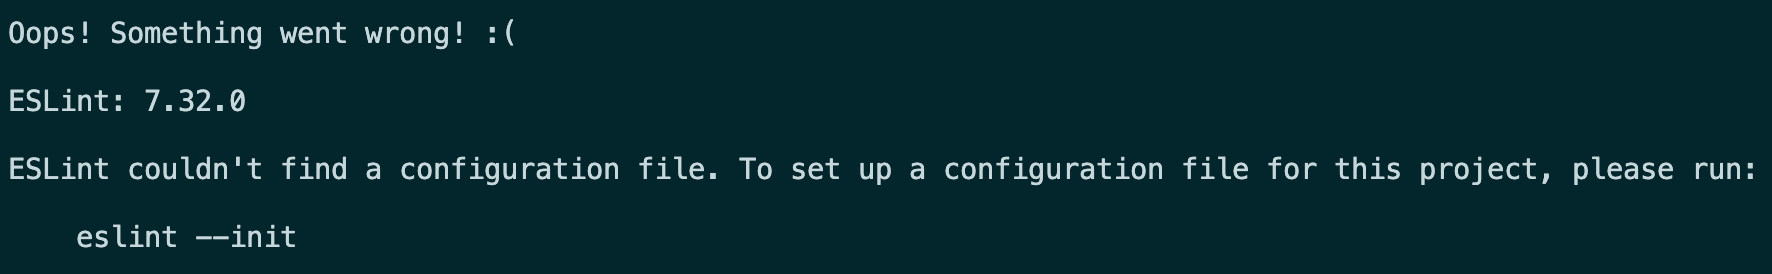 Oops! Something went wrong! :(
ESLint: 7.32.0
ESLint couldn't find a configuration file. To set up a configuration file for this project, please run:
    eslint --init